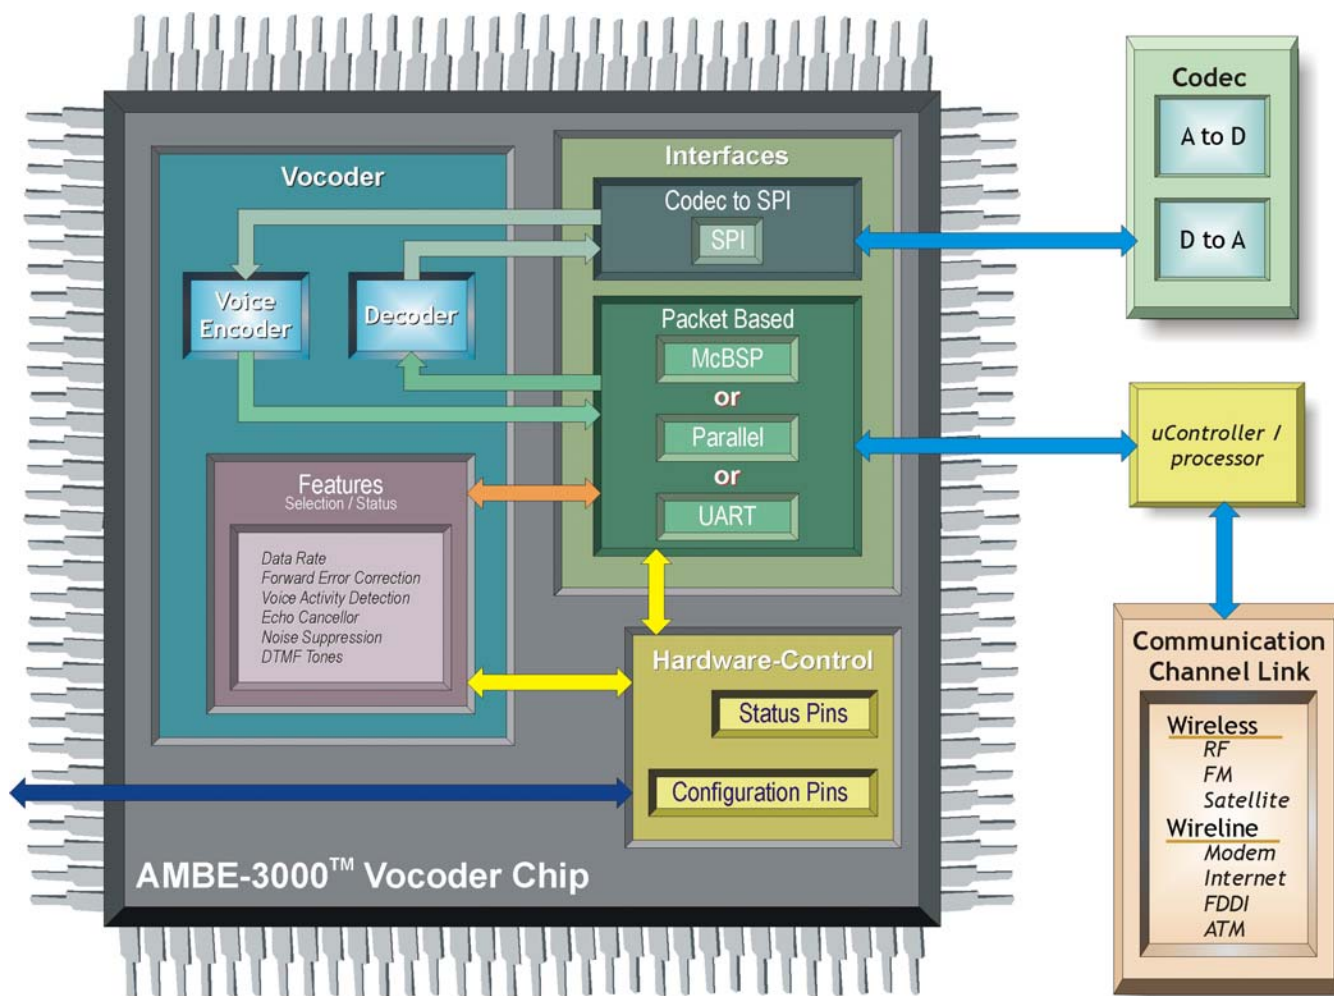 Vocoder
Voice
Encoder
Decoder
Features
Selection / Status
Data Rate
Forward Error Correction
Voice Activity Detection
Echo Cancellor
Noise Suppression
DTMF Tones
Interfaces
Codec to SPI
SPI
Packet Based
McBSP
or
Parallel
or
UART
Hardware-Control
Status Pins
Configuration Pins
AMBE-3000™ Vocoder Chip
Codec
A to D
D to A
uController /
processor
Communication
Channel Link
Wireless
RF
FM
Satellite
Wireline
Modem
Internet
FDDI
ATM